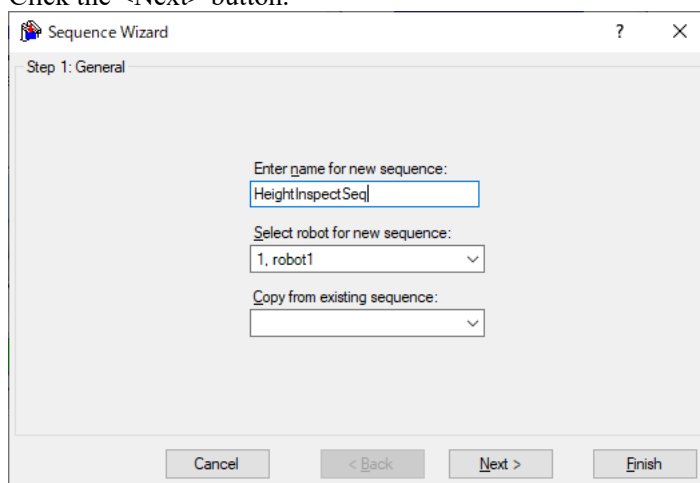 Click the <Next> button.
Sequence Wizard ? ×
Step 1: General
Enter name for new sequence:
HeightInspectSeq
Select robot for new sequence:
1, robot1
Copy from existing sequence:
Cancel < Back Next > Finish